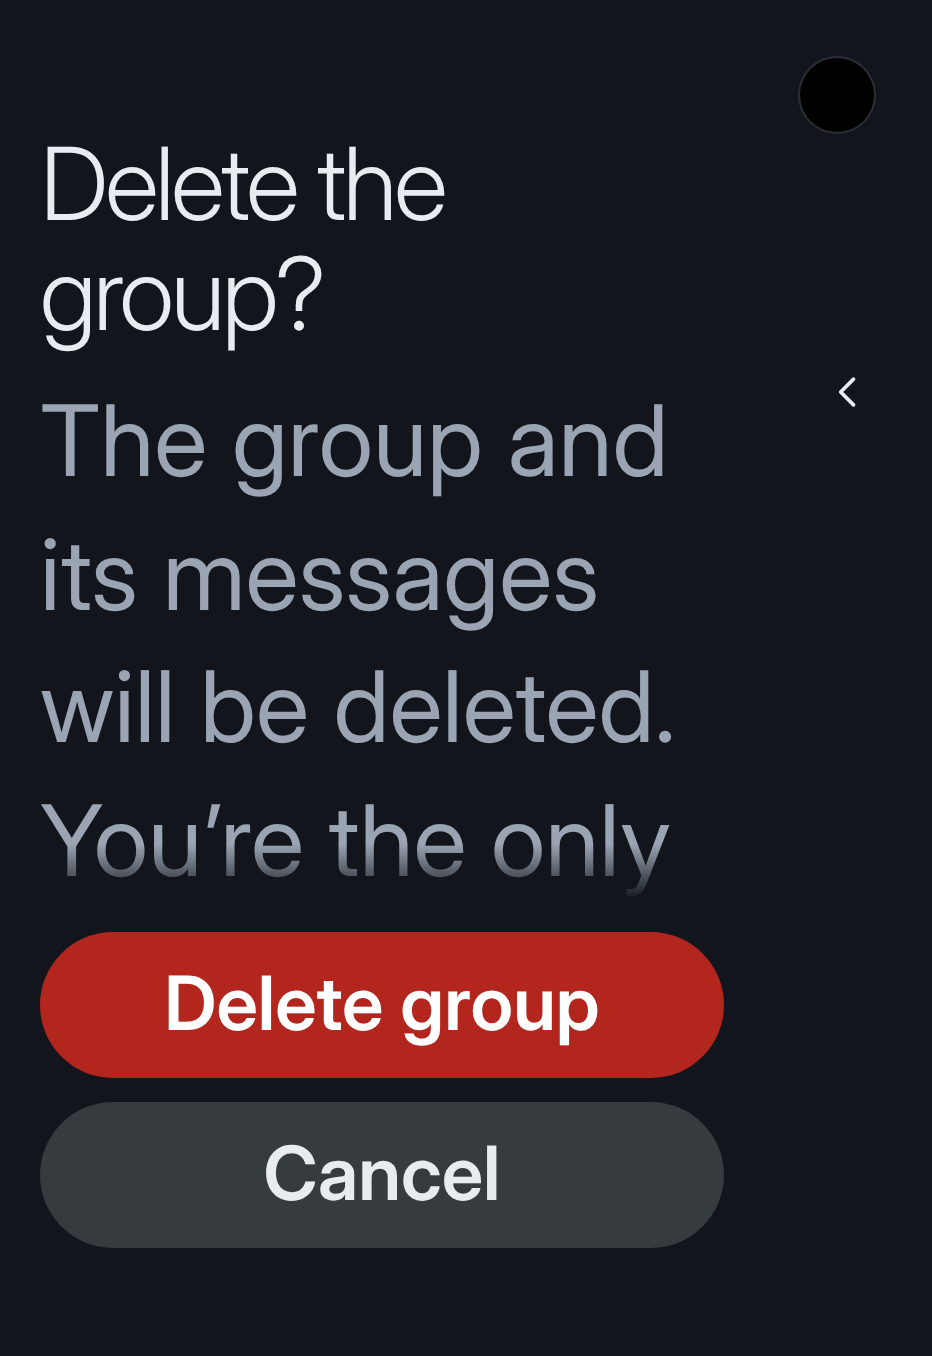 Delete the
group?
The group and
its messages
will be deleted.
You’re the only
Delete group
Cancel